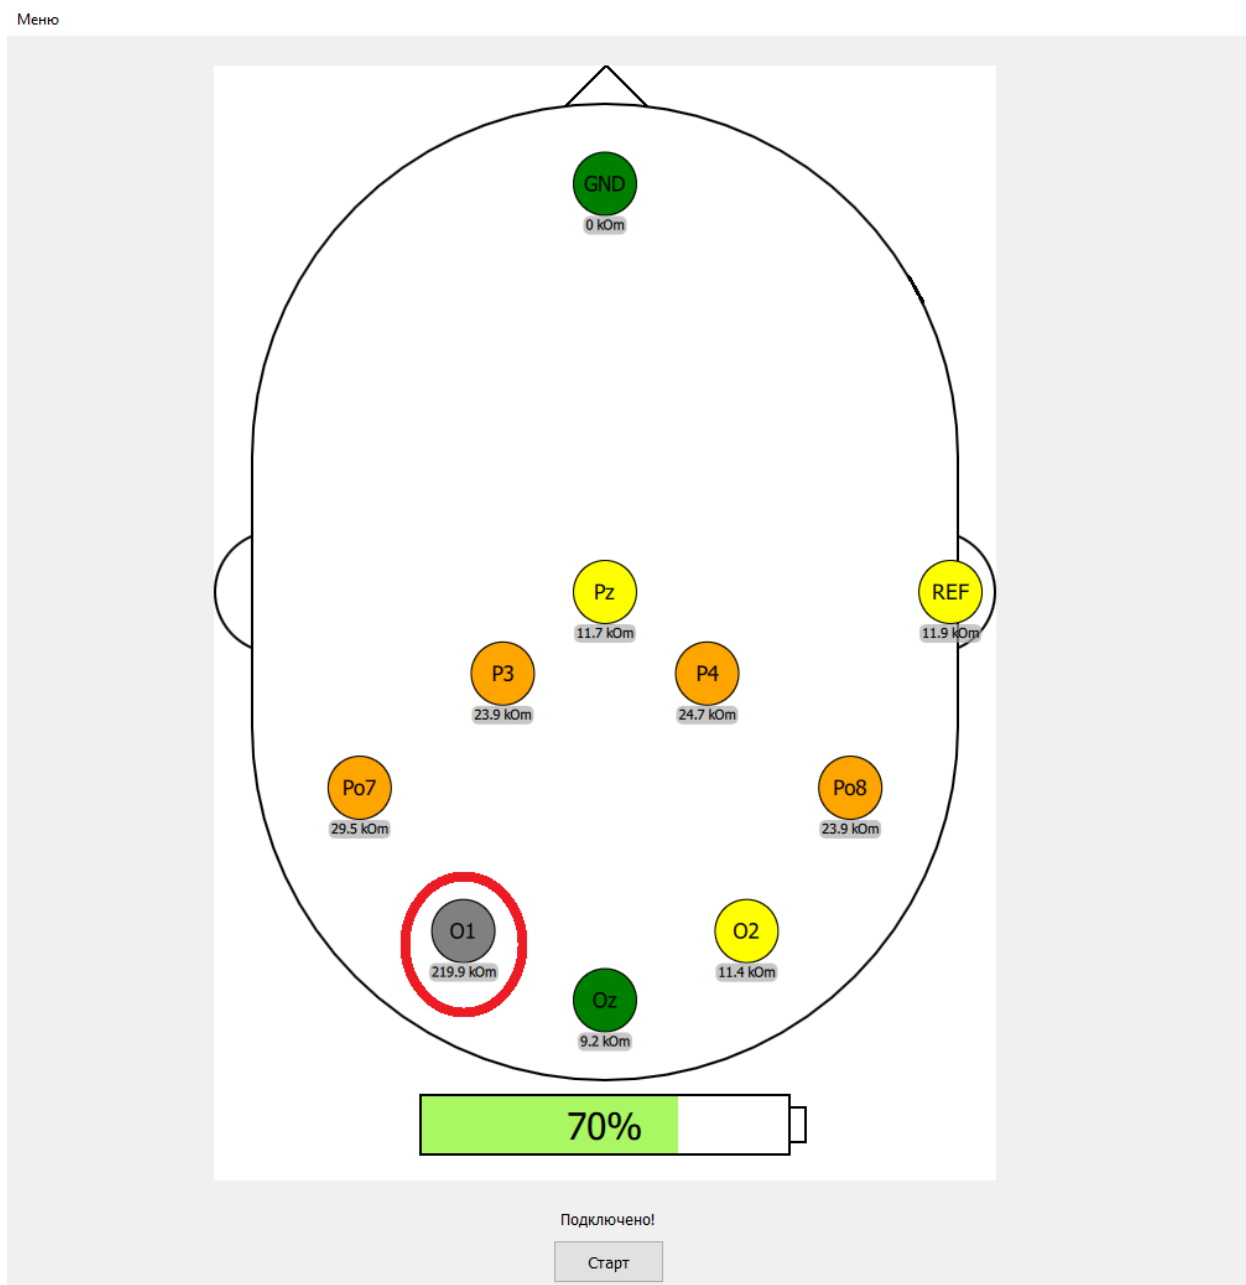 Меню
GND
0 kOm
Pz
11.7 kOm
REF
11.9 kOm
P3
23.9 kOm
P4
24.7 kOm
Po7
29.5 kOm
Po8
23.9 kOm
O1
219.9 kOm
O2
11.4 kOm
Oz
9.2 kOm
70%
Подключено!
Старт